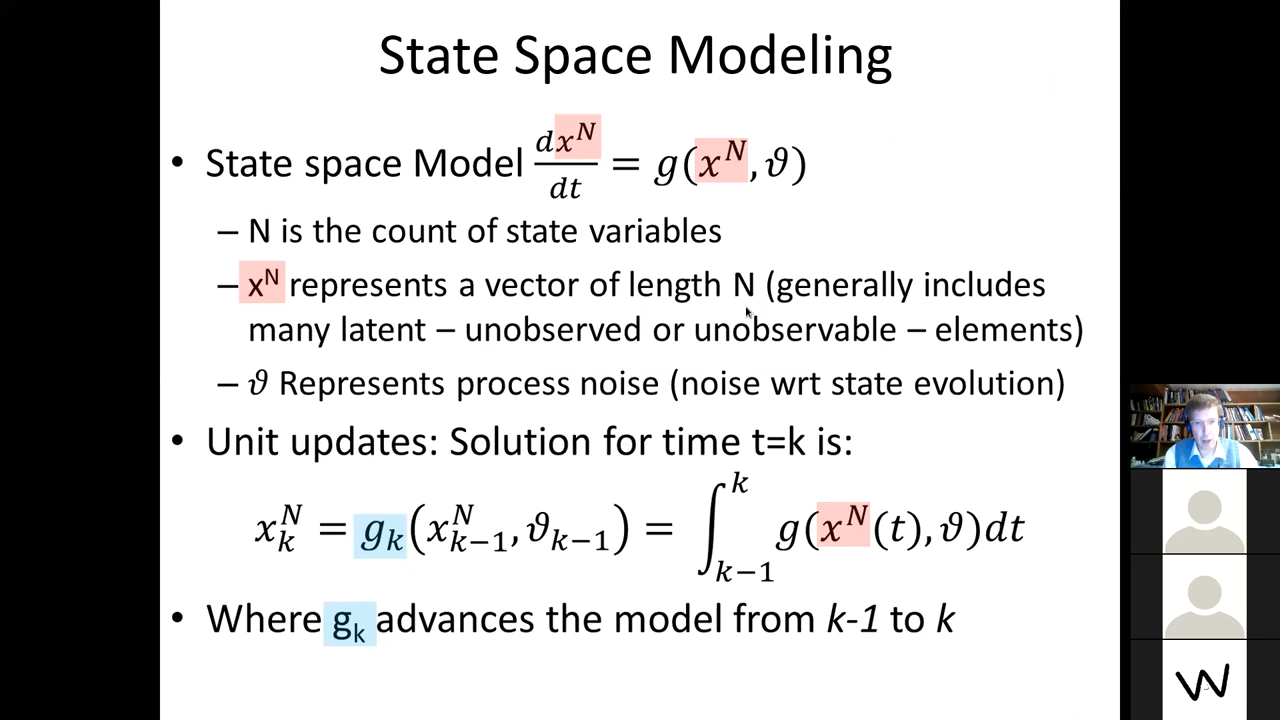 State Space Modeling
• State space Model dx^N/dt = g(x^N, ϑ)
– N is the count of state variables
– x^N represents a vector of length N (generally includes
many latent – unobserved or unobservable – elements)
– ϑ Represents process noise (noise wrt state evolution)
• Unit updates: Solution for time t=k is:
x_k^N = g_k(x_{k−1}^N, ϑ_{k−1}) = ∫_{k−1}^{k} g(x^N(t), ϑ)dt
• Where g_k advances the model from k-1 to k
W